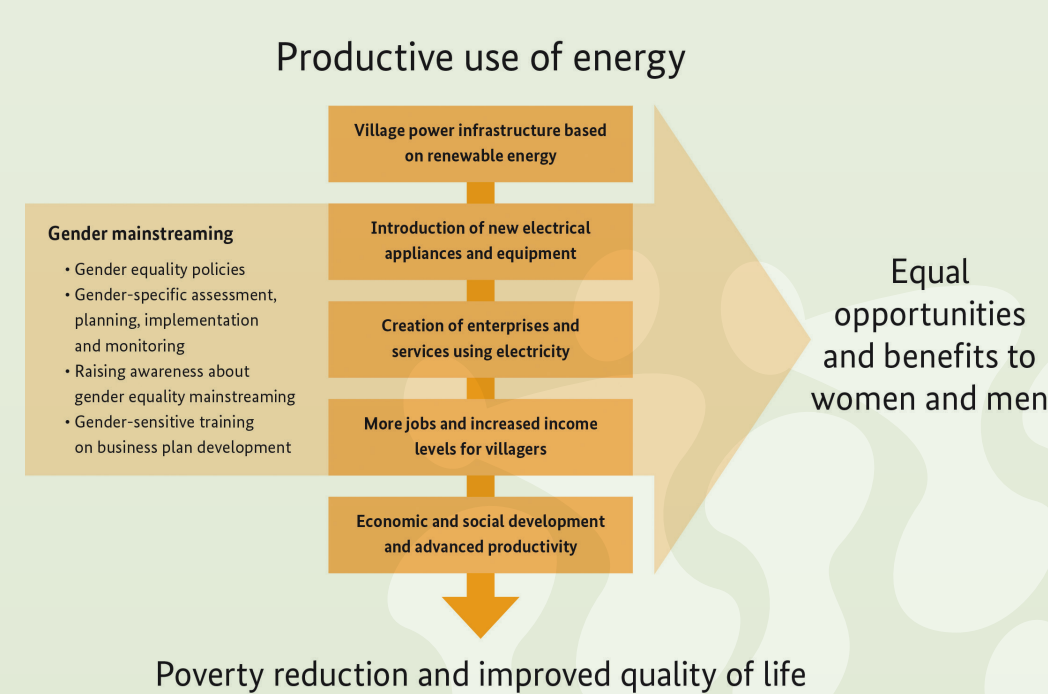 Productive use of energy
Village power infrastructure based
on renewable energy
Gender mainstreaming
• Gender equality policies
• Gender-specific assessment,
planning, implementation
and monitoring
• Raising awareness about
gender equality mainstreaming
• Gender-sensitive training
on business plan development
Introduction of new electrical
appliances and equipment
Creation of enterprises and
services using electricity
More jobs and increased income
levels for villagers
Economic and social development
and advanced productivity
Equal
opportunities
and benefits to
women and men
Poverty reduction and improved quality of life